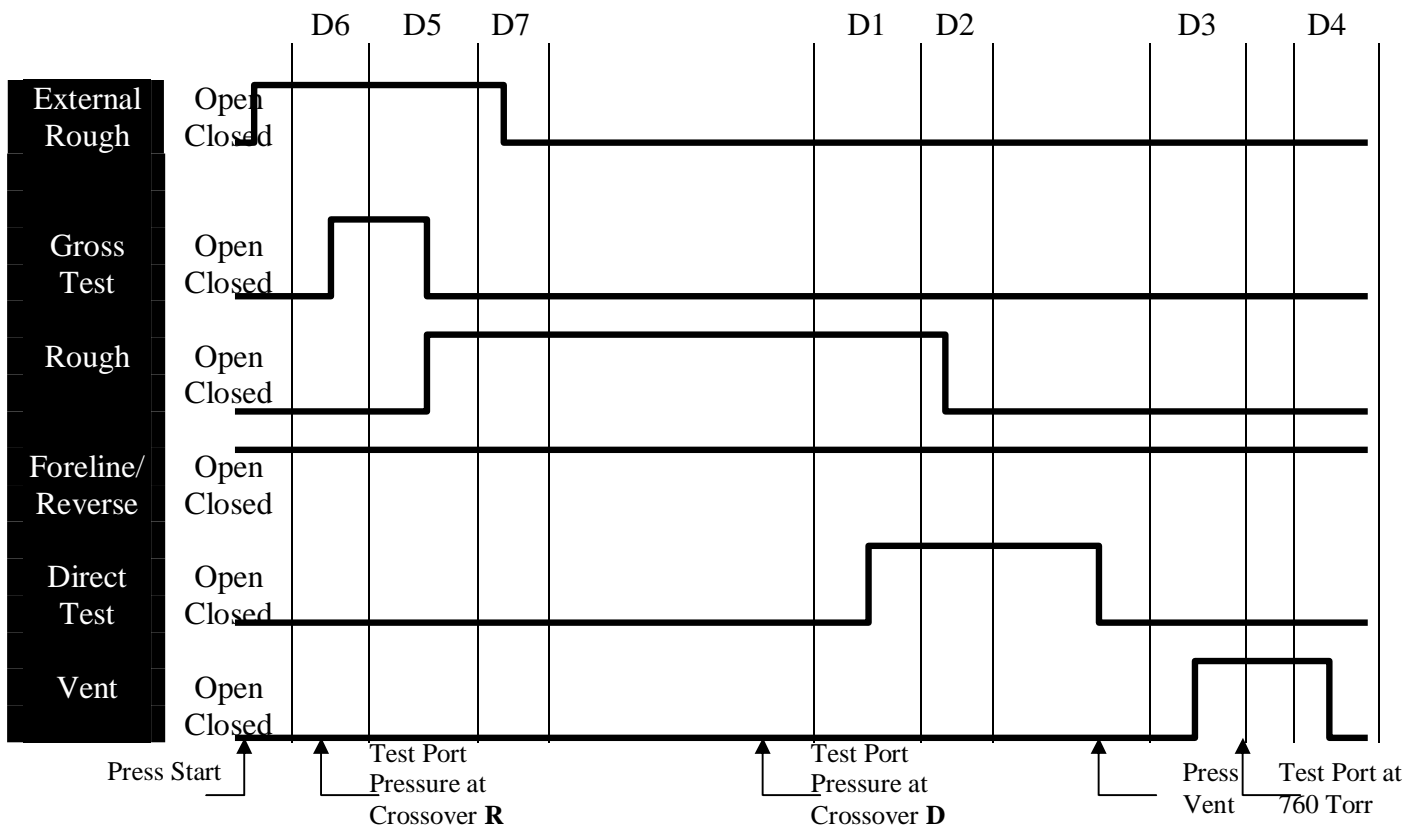 D6 D5 D7 D1 D2 D3 D4
External Open
Rough Closed
Gross Open
Test Closed
Rough Open
Closed
Foreline/ Open
Reverse Closed
Direct Open
Test Closed
Vent Open
Closed
Press Start
Test Port
Pressure at
Crossover R
Test Port
Pressure at
Crossover D
Press
Vent
Test Port at
760 Torr